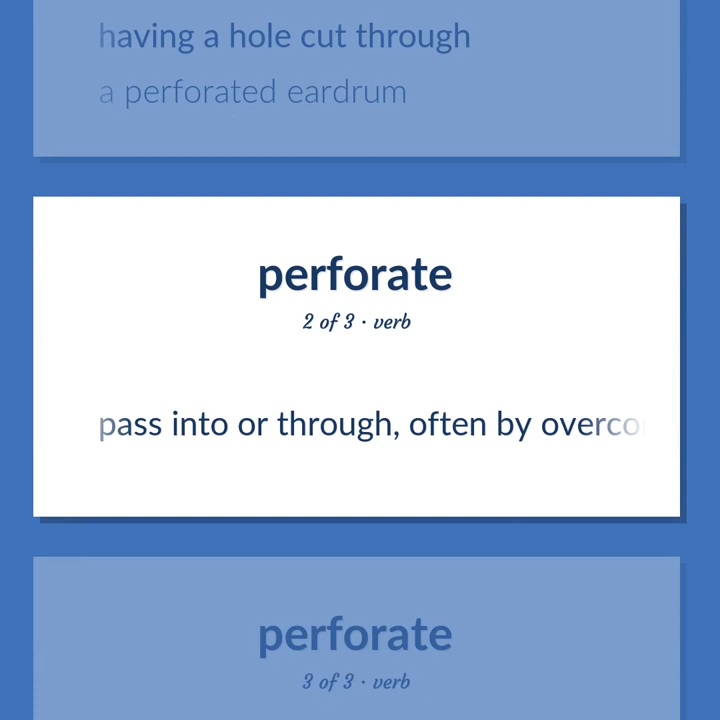 having a hole cut through
a perforated eardrum
perforate
2 of 3 · verb
pass into or through, often by overco
perforate
3 of 3 · verb